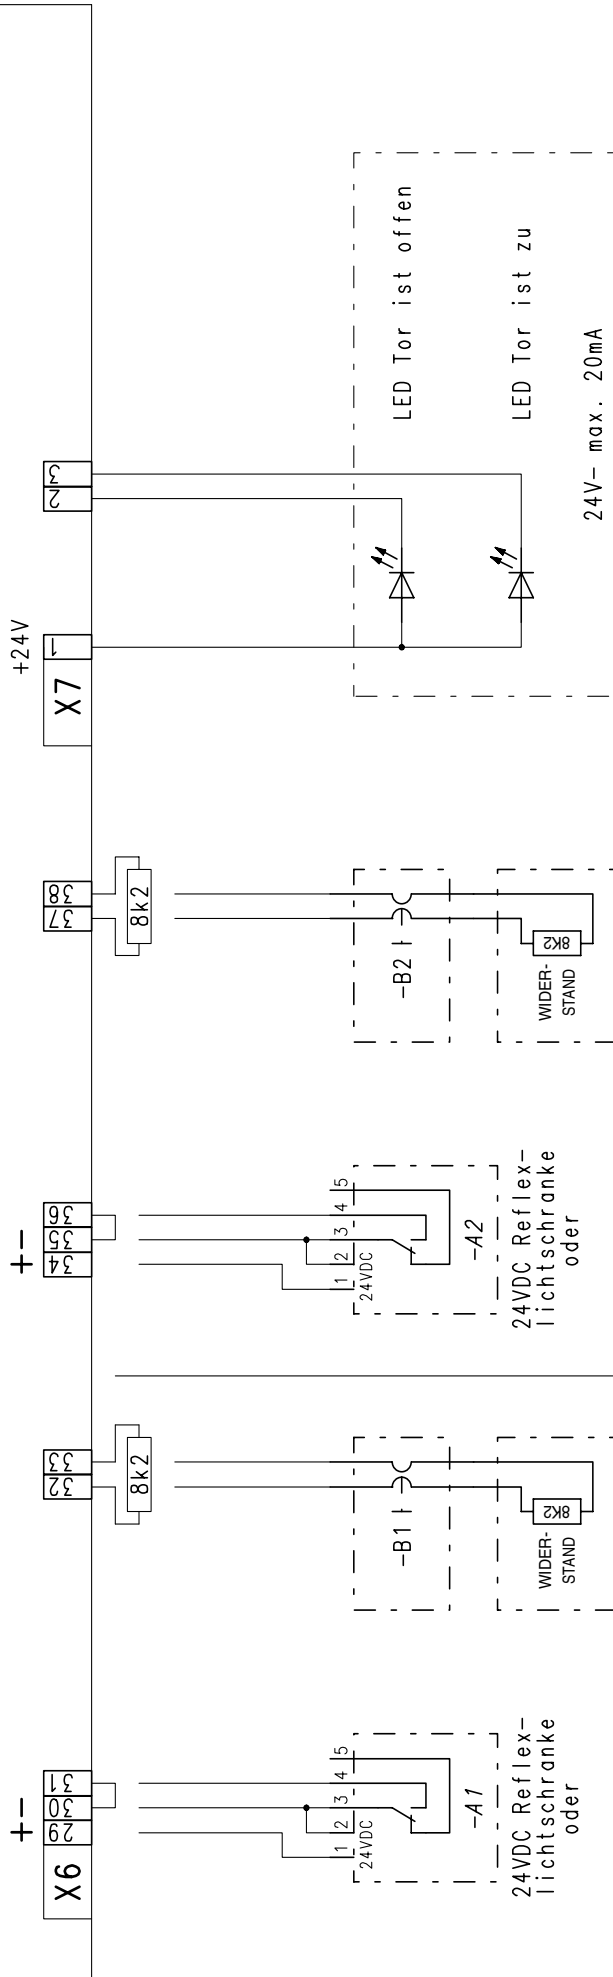 X6
+-
29
30
31
1
2
3
4
5
24VDC
-A1
24VDC Reflex-
lichtschranke
oder
32
33
8k2
-B1
8K2
WIDER-
STAND
+-
34
35
36
1
2
3
4
5
24VDC
-A2
24VDC Reflex-
lichtschranke
oder
37
38
8k2
-B2
8K2
WIDER-
STAND
X7
+24V
1
2
3
LED Tor ist offen
LED Tor ist zu
24V- max. 20mA